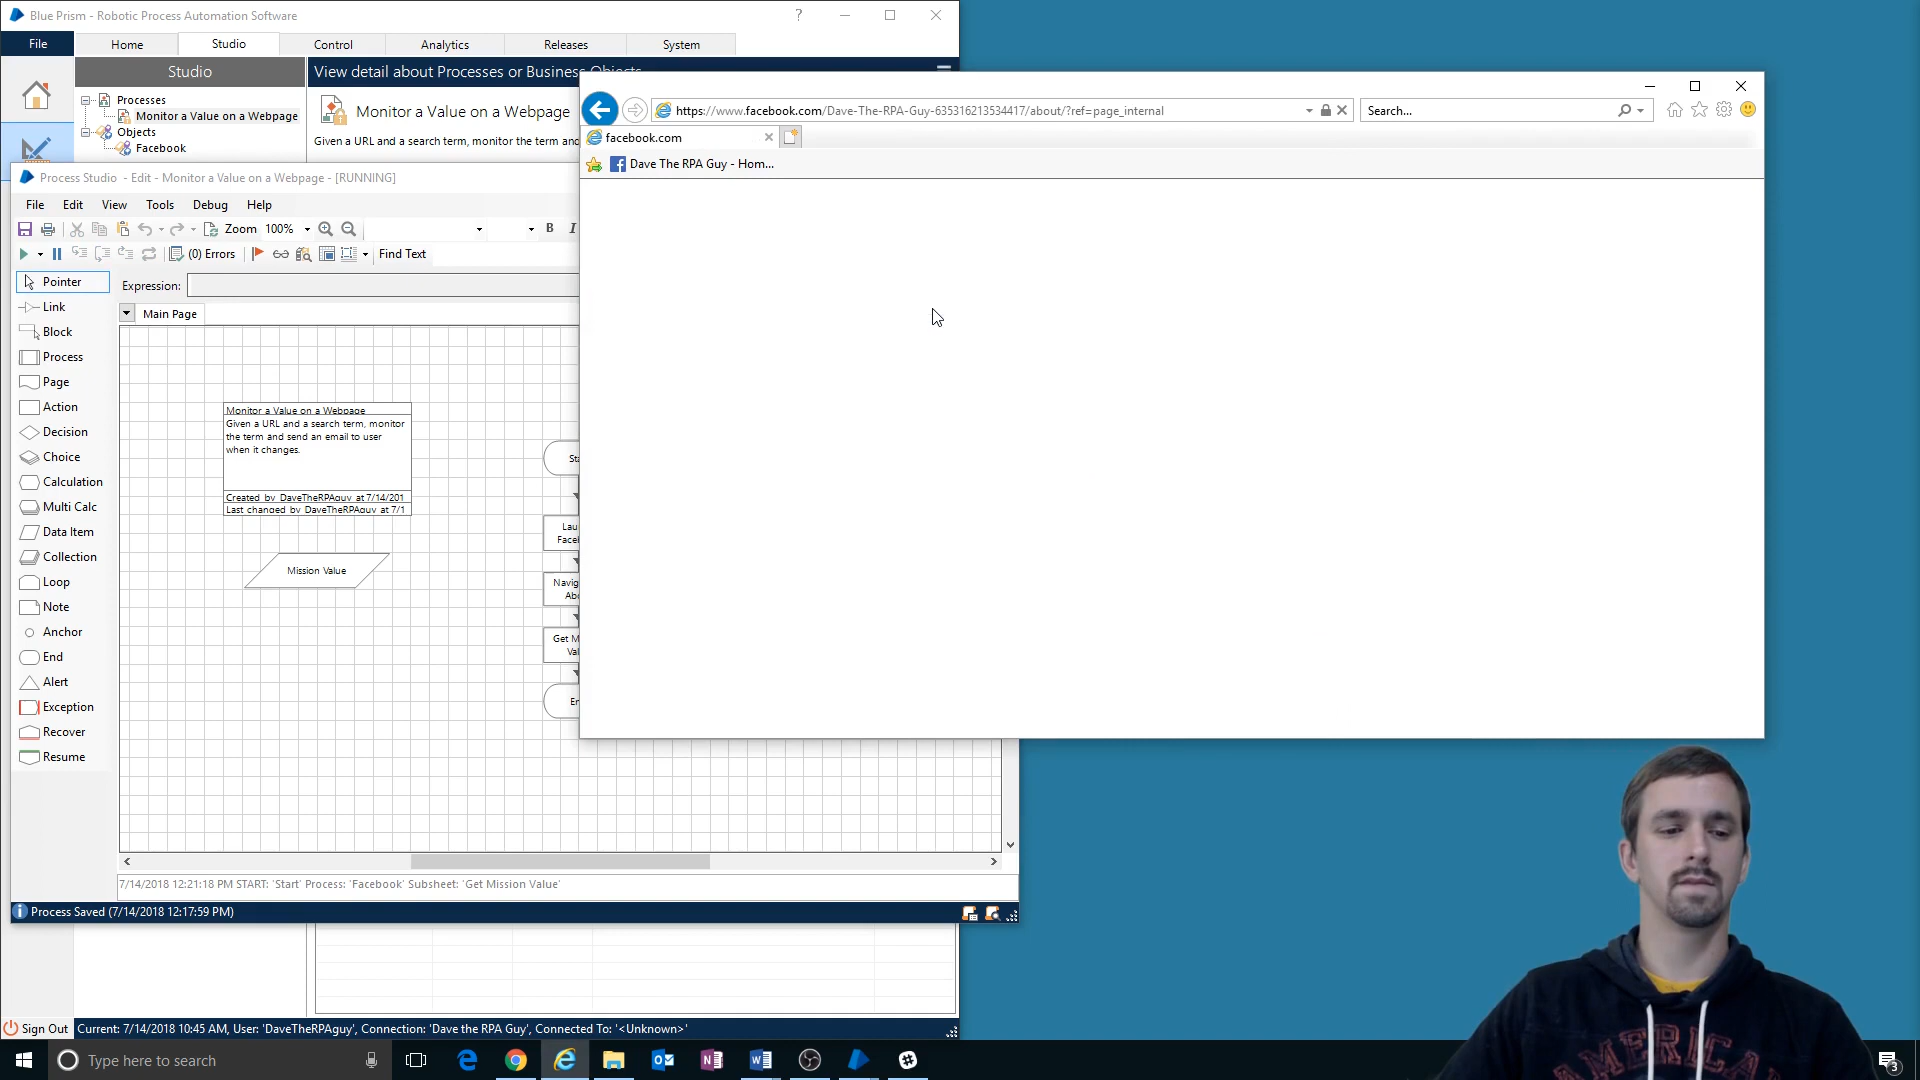 Blue Prism - Robotic Process Automation Software
?
File
Home
Studio
Control
Analytics
Releases
System
Studio
View detail about Processes or Business Objects
Processes
Monitor a Value on a Webpage
Objects
Facebook
Monitor a Value on a Webpage
Given a URL and a search term, monitor the term and
https://www.facebook.com/Dave-The-RPA-Guy-635316213534417/about/?ref=page_internal
Search...
facebook.com
Dave The RPA Guy - Hom...
Process Studio - Edit - Monitor a Value on a Webpage - [RUNNING]
File
Edit
View
Tools
Debug
Help
Zoom
100%
B
I
(0) Errors
Find Text
Expression:
Main Page
Pointer
Link
Block
Process
Page
Action
Decision
Choice
Calculation
Multi Calc
Data Item
Collection
Loop
Note
Anchor
End
Alert
Exception
Recover
Resume
Monitor a Value on a Webpage
Given a URL and a search term, monitor
the term and send an email to user
when it changes.
Created by DaveTheRPAguy at 7/14/201
Last changed by DaveTheRPAguy at 7/1
Mission Value
Sta
Lau
Facel
Navig
Abo
Get M
Val
En
7/14/2018 12:21:18 PM START: 'Start' Process: 'Facebook' Subsheet: 'Get Mission Value'
Process Saved (7/14/2018 12:17:59 PM)
Sign Out
Current: 7/14/2018 10:45 AM, User: 'DaveTheRPAguy', Connection: 'Dave the RPA Guy', Connected To: '<Unknown>'
Type here to search
3
AMERICA